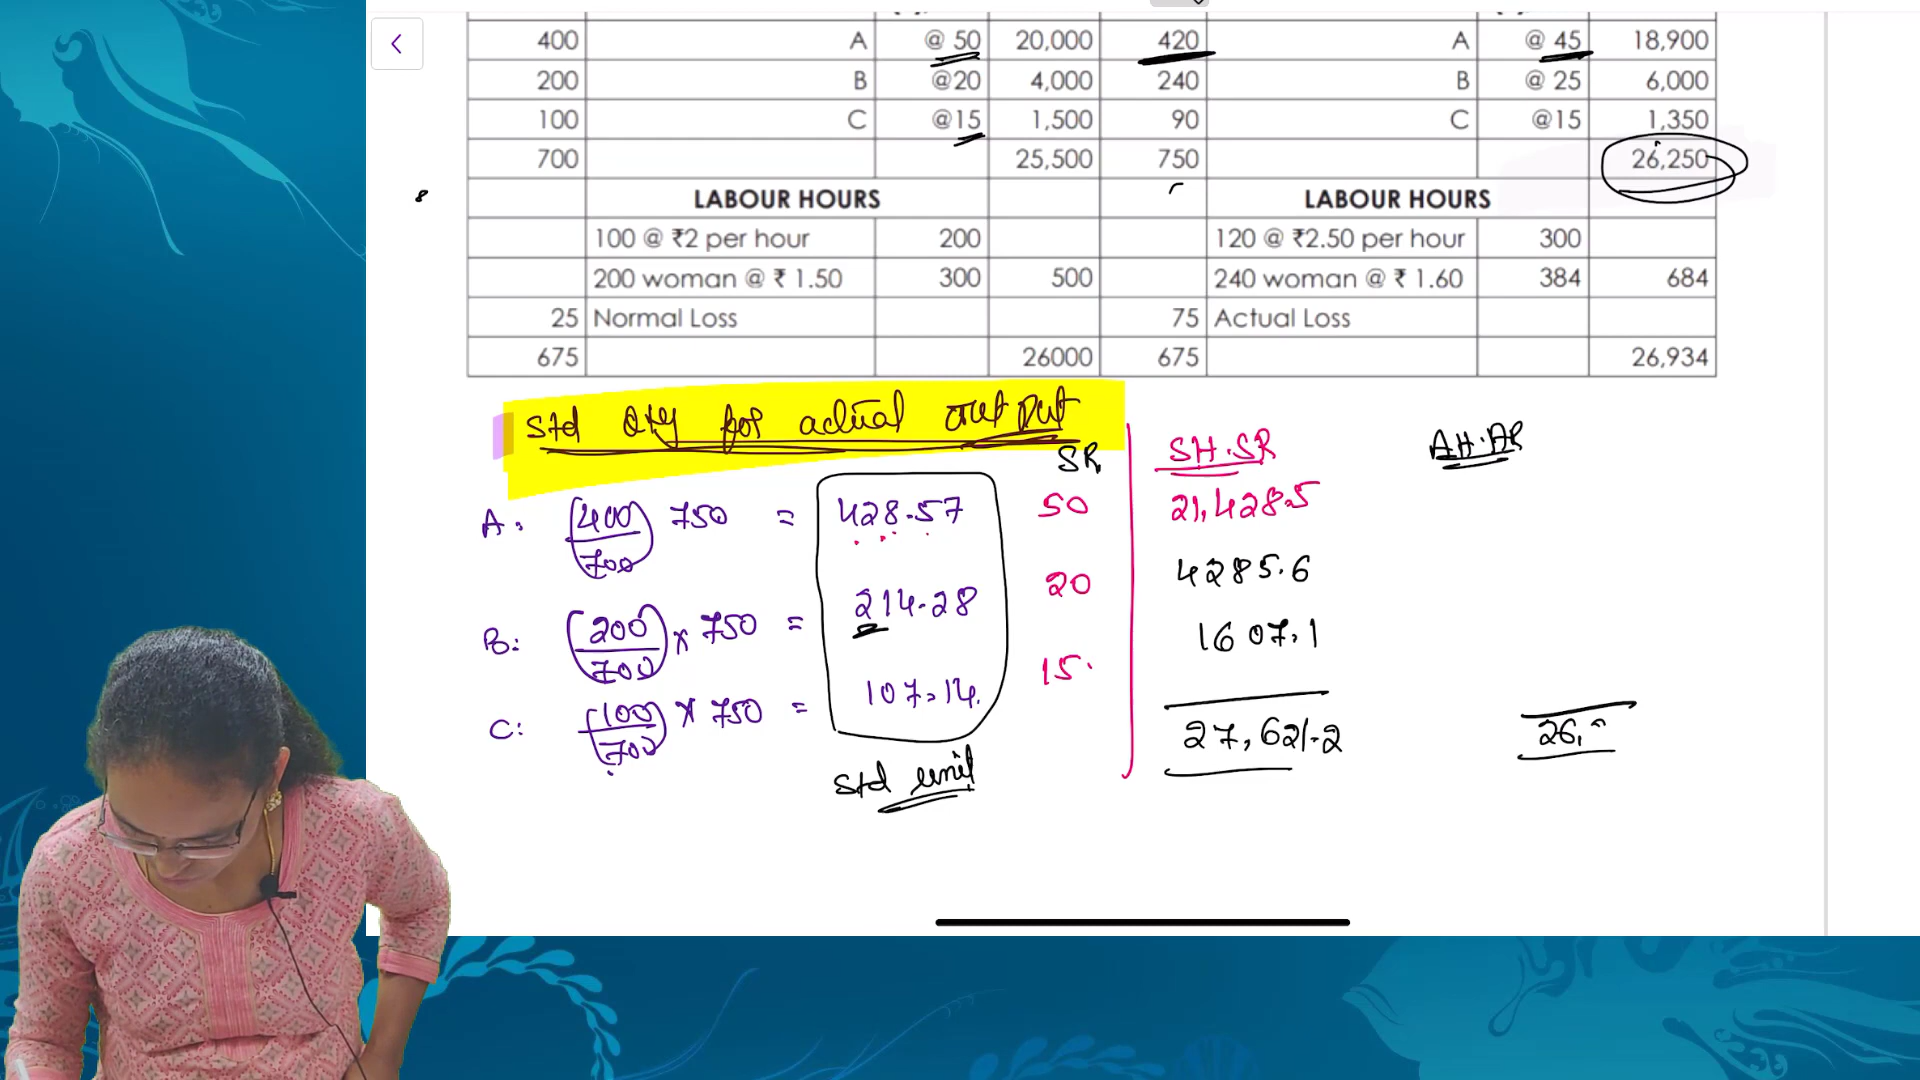 400 A @ 50 20,000 420 A @ 45 18,900
200 B @20 4,000 240 B @ 25 6,000
100 C @15 1,500 90 C @15 1,350
700 25,500 750 26,250
LABOUR HOURS LABOUR HOURS
100 @ ₹2 per hour 200 120 @ ₹2.50 per hour 300
200 woman @ ₹ 1.50 300 500 240 woman @ ₹ 1.60 384 684
25 Normal Loss 75 Actual Loss
675 26000 675 26,934
Std Qty for actual output
SR SH.SR AH.AR
A: 400/700 750 = 428.57 50 21,428.5
B: 200/700 x 750 = 214.28 20 4285.6
C: 100/700 x 750 = 107.14 15 1607.1
27,621.2 26,
Std unit